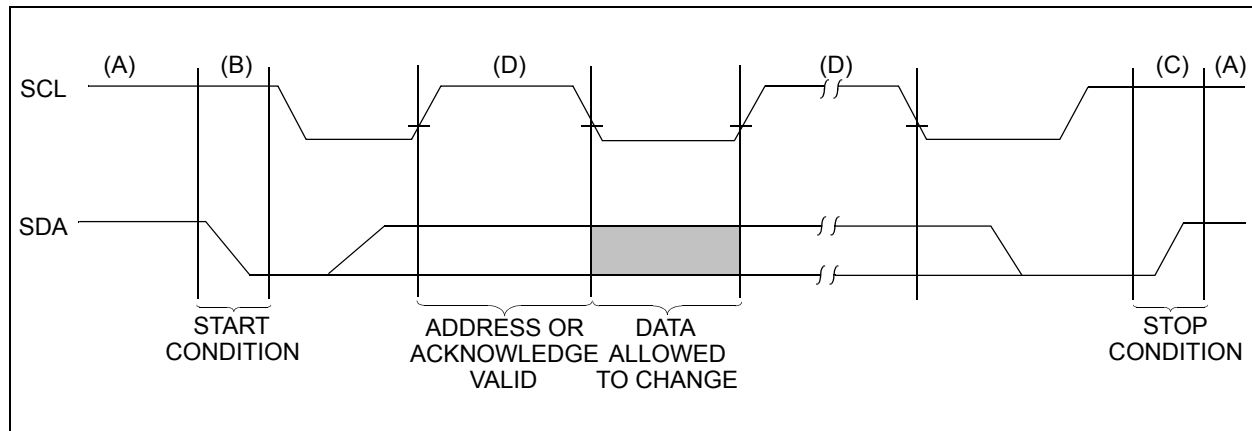 (A) (B) (D) (D) (C) (A)
SCL
SDA
START
CONDITION
ADDRESS OR
ACKNOWLEDGE
VALID
DATA
ALLOWED
TO CHANGE
STOP
CONDITION